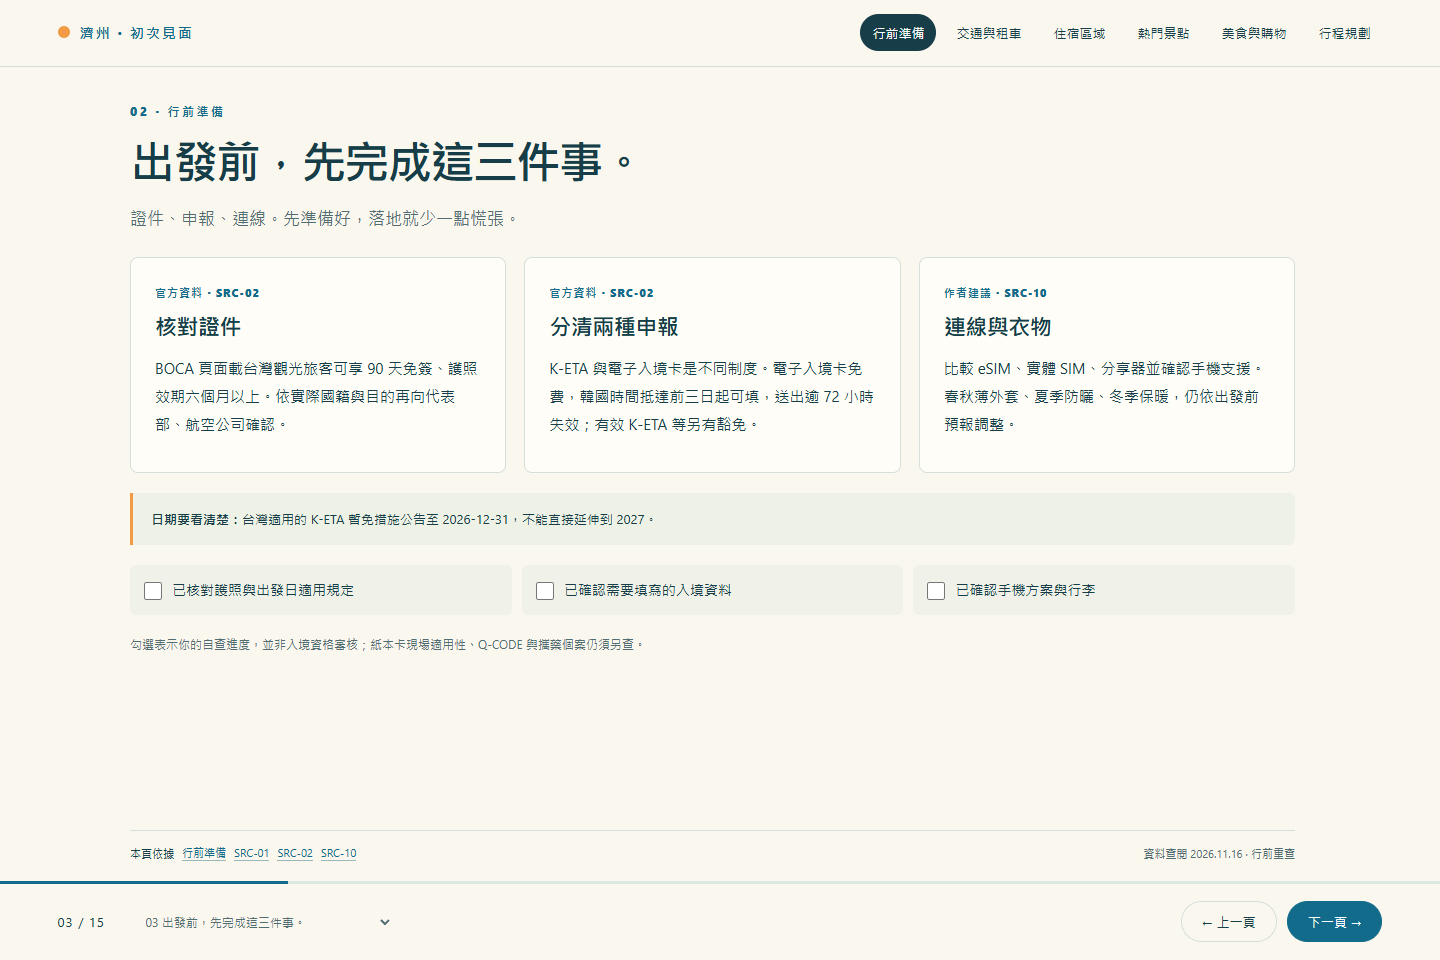 濟州・初次見面
行前準備 交通與租車 住宿區域 熱門景點 美食與購物 行程規劃
02 · 行前準備
出發前，先完成這三件事。
證件、申報、連線。先準備好，落地就少一點慌張。
官方資料・SRC-02
核對證件
BOCA 頁面載台灣觀光旅客可享 90 天免簽、護照
效期六個月以上。依實際國籍與目的再向代表
部、航空公司確認。
官方資料・SRC-02
分清兩種申報
K-ETA 與電子入境卡是不同制度。電子入境卡免
費，韓國時間抵達前三日起可填，送出逾 72 小時
失效；有效 K-ETA 等另有豁免。
作者建議・SRC-10
連線與衣物
比較 eSIM、實體 SIM、分享器並確認手機支援。
春秋薄外套、夏季防曬、冬季保暖，仍依出發前
預報調整。
日期要看清楚：台灣適用的 K-ETA 暫免措施公告至 2026-12-31，不能直接延伸到 2027。
已核對護照與出發日適用規定
已確認需要填寫的入境資料
已確認手機方案與行李
勾選表示你的自查進度，並非入境資格審核；紙本卡現場適用性、Q-CODE 與攜藥個案仍須另查。
本頁依據 行前準備 SRC-01 SRC-02 SRC-10
資料查閱 2026.11.16 · 行前重查
03 / 15
03 出發前，先完成這三件事。
← 上一頁
下一頁 →